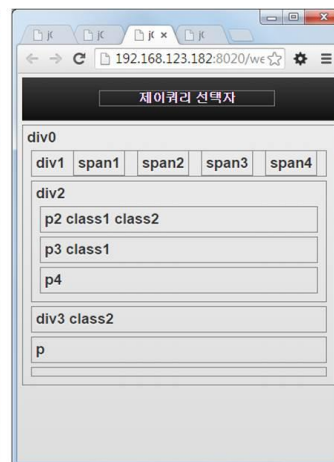 jC jC jC × jC
192.168.123.182:8020/we
제이쿼리 선택자
div0
div1 span1 span2 span3 span4
div2
p2 class1 class2
p3 class1
p4
div3 class2
p